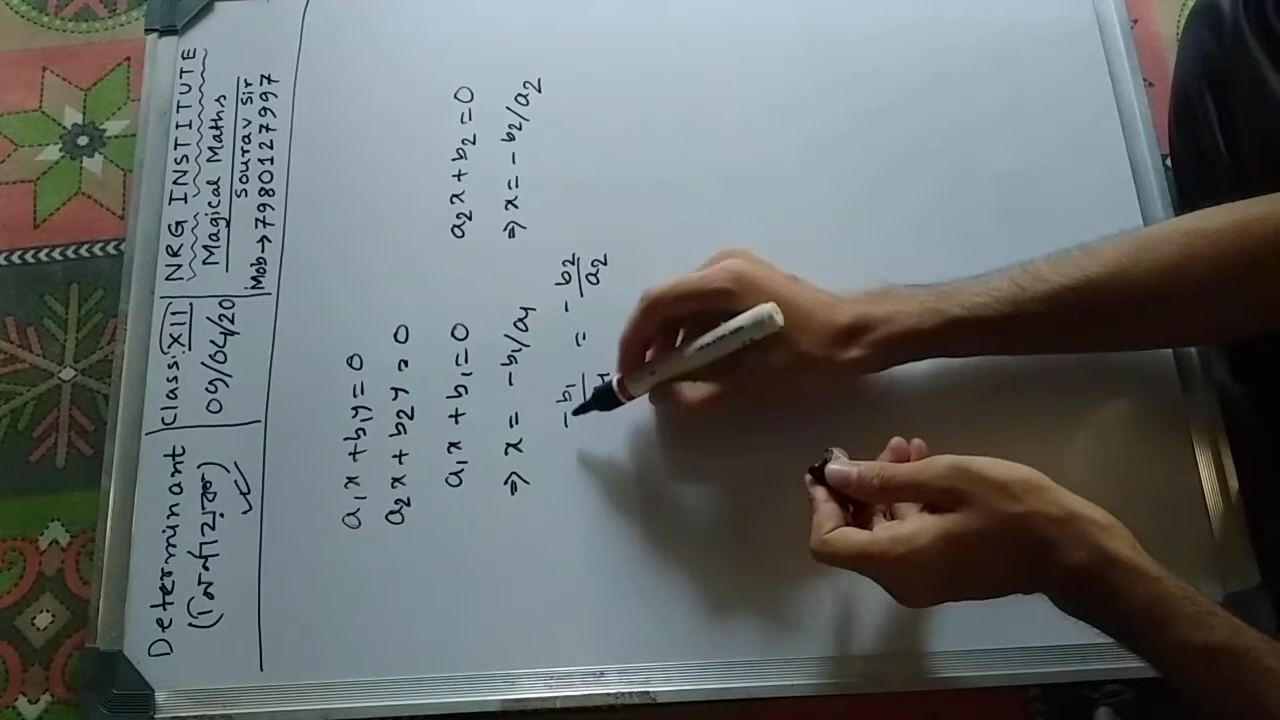 Determinant
(নির্ণায়ক)
Class: XII
09/04/20
NRG INSTITUTE
Magical Maths
Sourav Sir
Mob→7980127997
a₁x + b₁y = 0
a₂x + b₂y = 0
a₁x + b₁ = 0
a₂x + b₂ = 0
⇒ x = -b₁/a₁
⇒ x = -b₂/a₂
-b₁ = -b₂/a₂